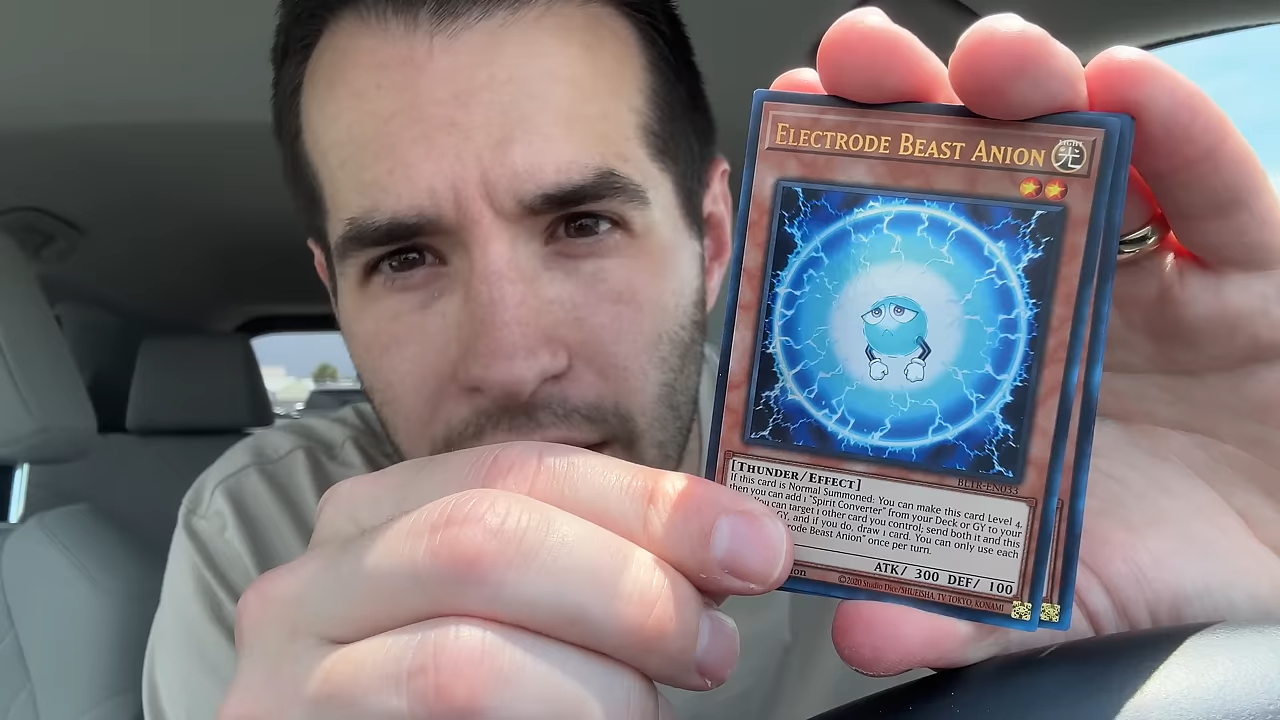 ELECTRODE BEAST ANION
LIGHT
光
BLTR-EN033
[THUNDER/EFFECT]
If this card is Normal Summoned: You can make this card Level 4,
then you can add 1 "Spirit Converter" from your Deck or GY to your
You can target 1 other card you control; send both it and this
GY, and if you do, draw 1 card. You can only use each
rode Beast Anion" once per turn.
ATK/ 300 DEF/ 100
ion
©2020 Studio Dice/SHUEISHA, TV TOKYO, KONAMI